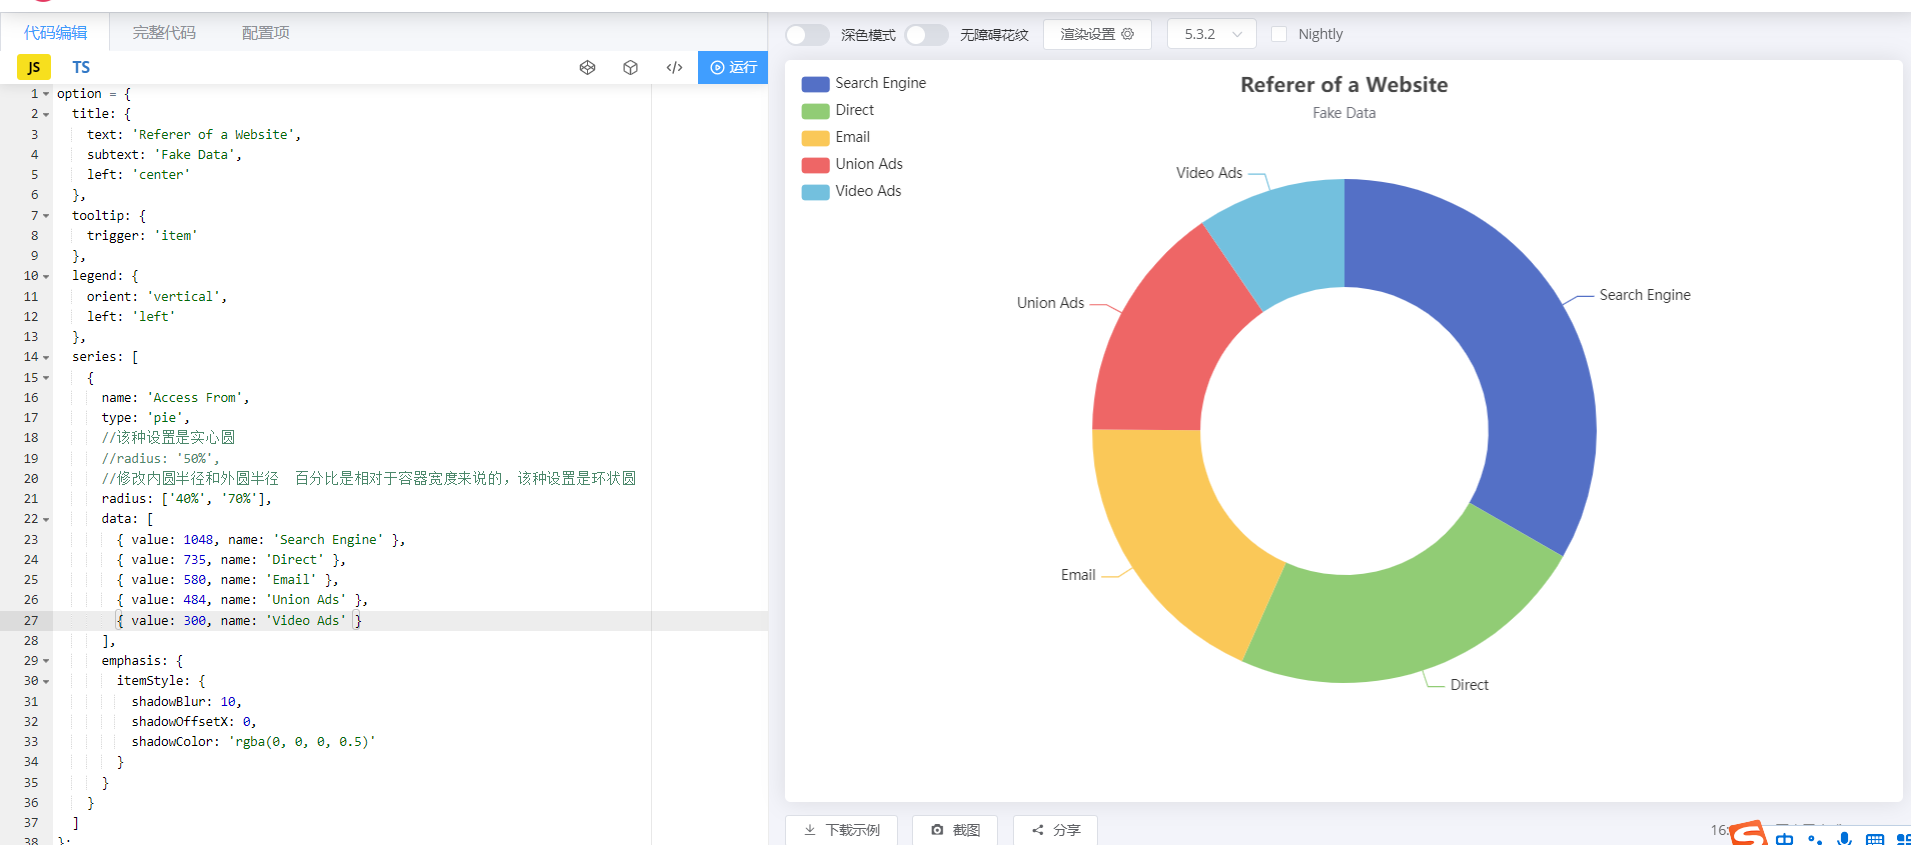 代码编辑 完整代码 配置项
JS TS </> 运行
1 option = {
2 title: {
3 text: 'Referer of a Website',
4 subtext: 'Fake Data',
5 left: 'center'
6 },
7 tooltip: {
8 trigger: 'item'
9 },
10 legend: {
11 orient: 'vertical',
12 left: 'left'
13 },
14 series: [
15 {
16 name: 'Access From',
17 type: 'pie',
18 //该种设置是实心圆
19 //radius: '50%',
20 //修改内圆半径和外圆半径 百分比是相对于容器宽度来说的，该种设置是环状圆
21 radius: ['40%', '70%'],
22 data: [
23 { value: 1048, name: 'Search Engine' },
24 { value: 735, name: 'Direct' },
25 { value: 580, name: 'Email' },
26 { value: 484, name: 'Union Ads' },
27 { value: 300, name: 'Video Ads' }
28 ],
29 emphasis: {
30 itemStyle: {
31 shadowBlur: 10,
32 shadowOffsetX: 0,
33 shadowColor: 'rgba(0, 0, 0, 0.5)'
34 }
35 }
36 }
37 ]
38 };
深色模式 无障碍花纹 渲染设置 5.3.2 Nightly
Search Engine
Direct
Email
Union Ads
Video Ads
Referer of a Website
Fake Data
Video Ads
Union Ads
Search Engine
Email
Direct
下载示例 截图 分享
16:
S 中